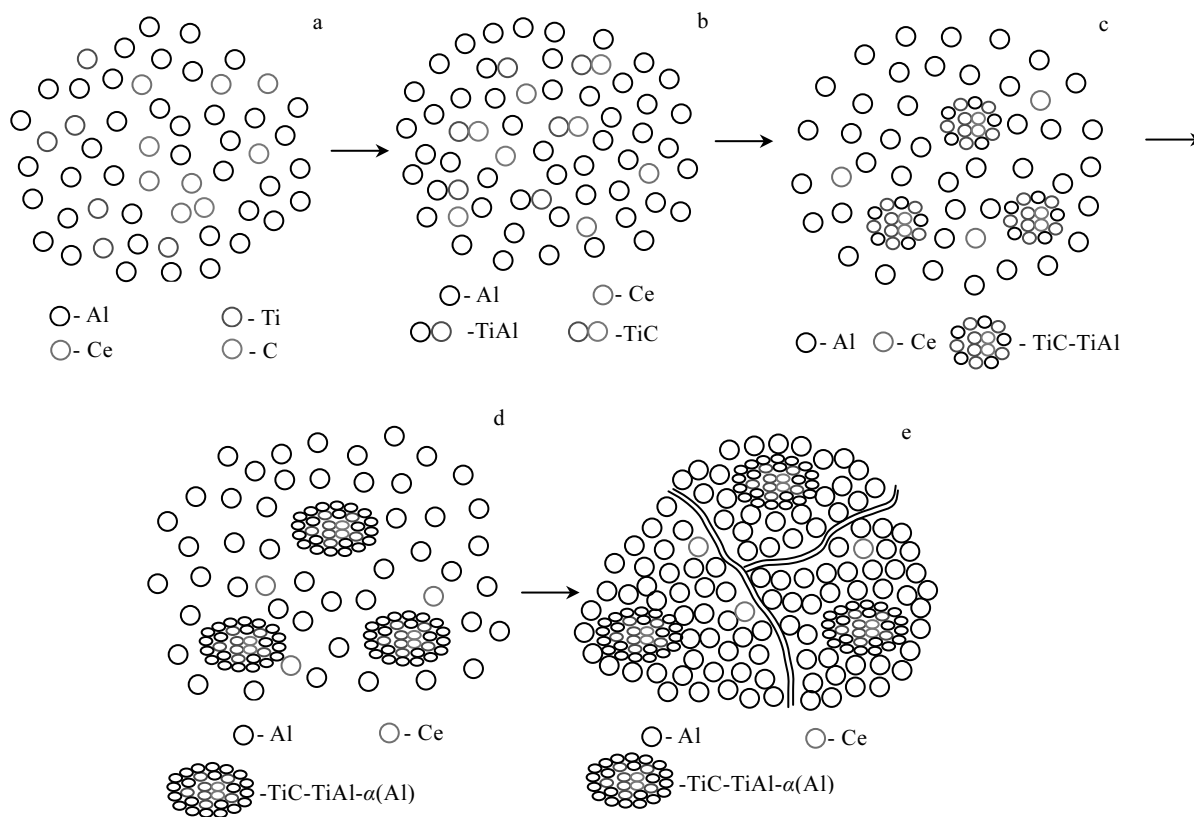 a
b
c
- Al
- Ti
- Ce
- C
- Al
- Ce
-TiAl
-TiC
- Al
- Ce
- TiC-TiAl
d
e
- Al
- Ce
-TiC-TiAl-α(Al)
- Al
- Ce
-TiC-TiAl-α(Al)